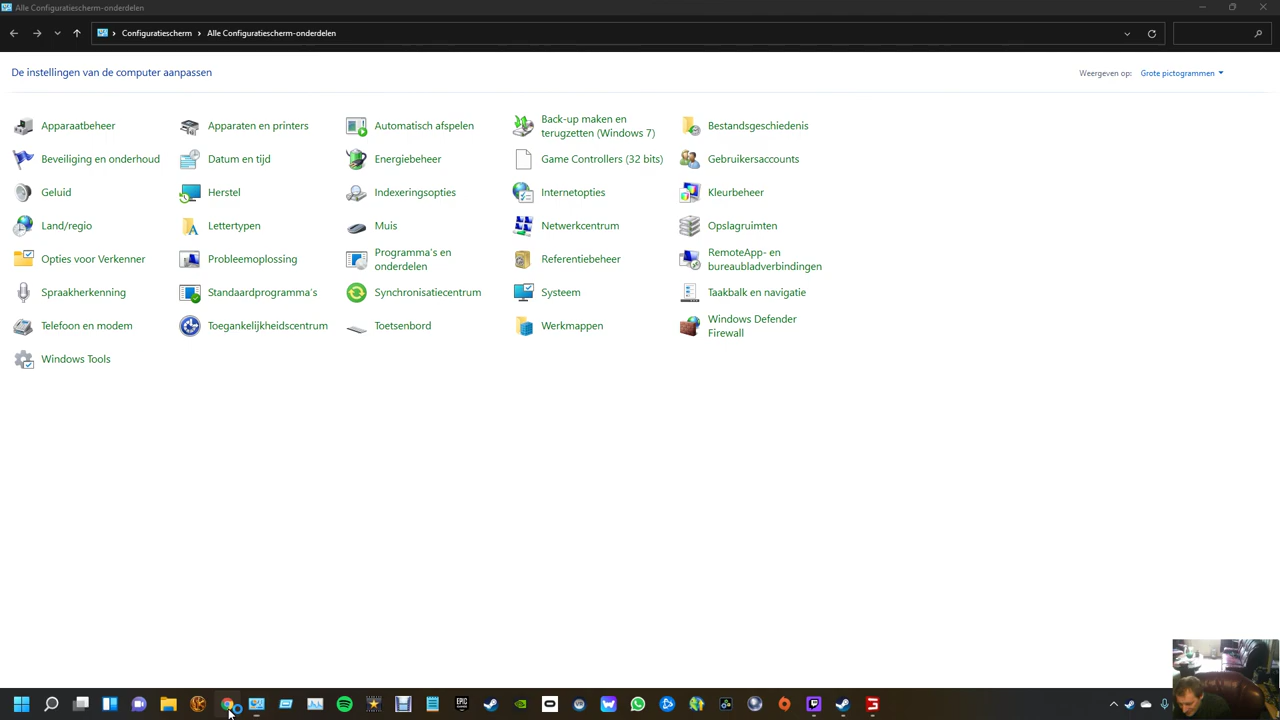 Alle Configuratiescherm-onderdelen
Configuratiescherm > Alle Configuratiescherm-onderdelen
De instellingen van de computer aanpassen
Weergeven op: Grote pictogrammen
Apparaatbeheer
Apparaten en printers
Automatisch afspelen
Back-up maken en
terugzetten (Windows 7)
Bestandsgeschiedenis
Beveiliging en onderhoud
Datum en tijd
Energiebeheer
Game Controllers (32 bits)
Gebruikersaccounts
Geluid
Herstel
Indexeringsopties
Internetopties
Kleurbeheer
Land/regio
Lettertypen
Muis
Netwerkcentrum
Opslagruimten
Opties voor Verkenner
Probleemoplossing
Programma's en
onderdelen
Referentiebeheer
RemoteApp- en
bureaubladverbindingen
Spraakherkenning
Standaardprogramma's
Synchronisatiecentrum
Systeem
Taakbalk en navigatie
Telefoon en modem
Toegankelijkheidscentrum
Toetsenbord
Werkmappen
Windows Defender
Firewall
Windows Tools
EPIC